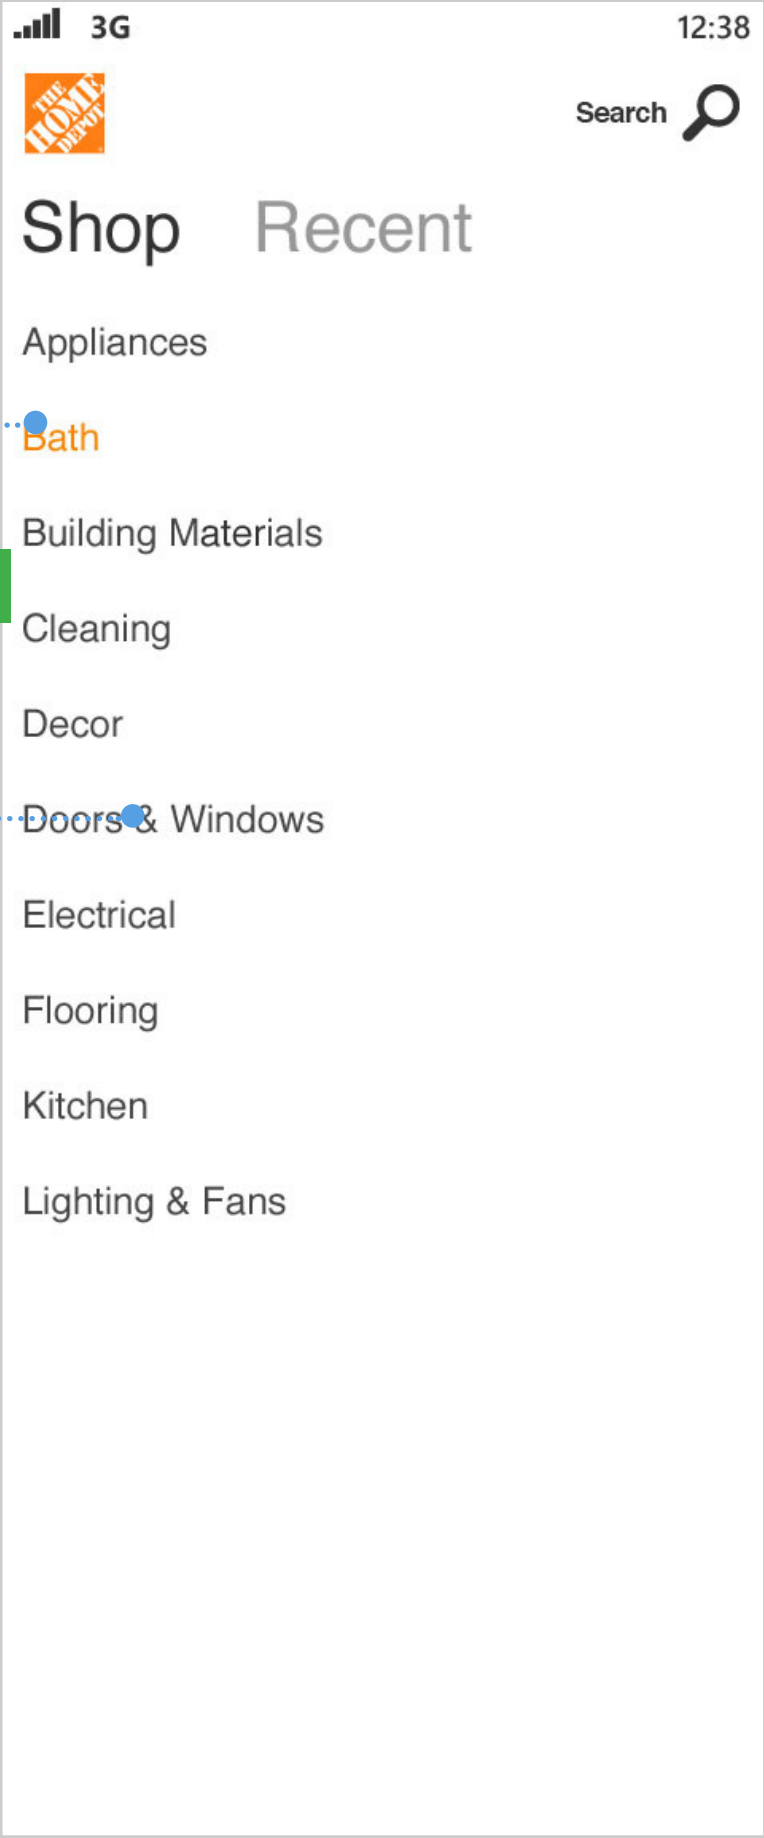 3G 12:38
THE
HOME
DEPOT
Search
Shop Recent
Appliances
Bath
Building Materials
Cleaning
Decor
Doors & Windows
Electrical
Flooring
Kitchen
Lighting & Fans